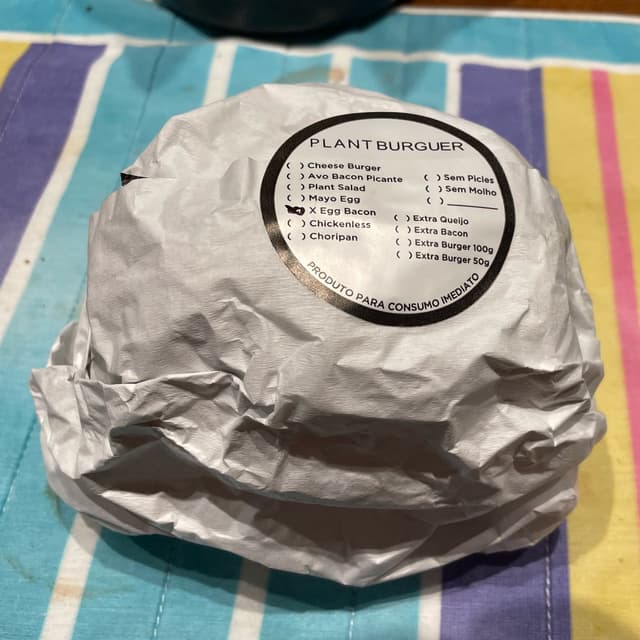 PLANT BURGUER
( ) Cheese Burger
( ) Avo Bacon Picante
( ) Plant Salad
( ) Mayo Egg
X Egg Bacon
( ) Chickenless
( ) Choripan
( ) Sem Picles
( ) Sem Molho
( ) ________
( ) Extra Queijo
( ) Extra Bacon
( ) Extra Burger 100g
( ) Extra Burger 50g
PRODUTO PARA CONSUMO IMEDIATO